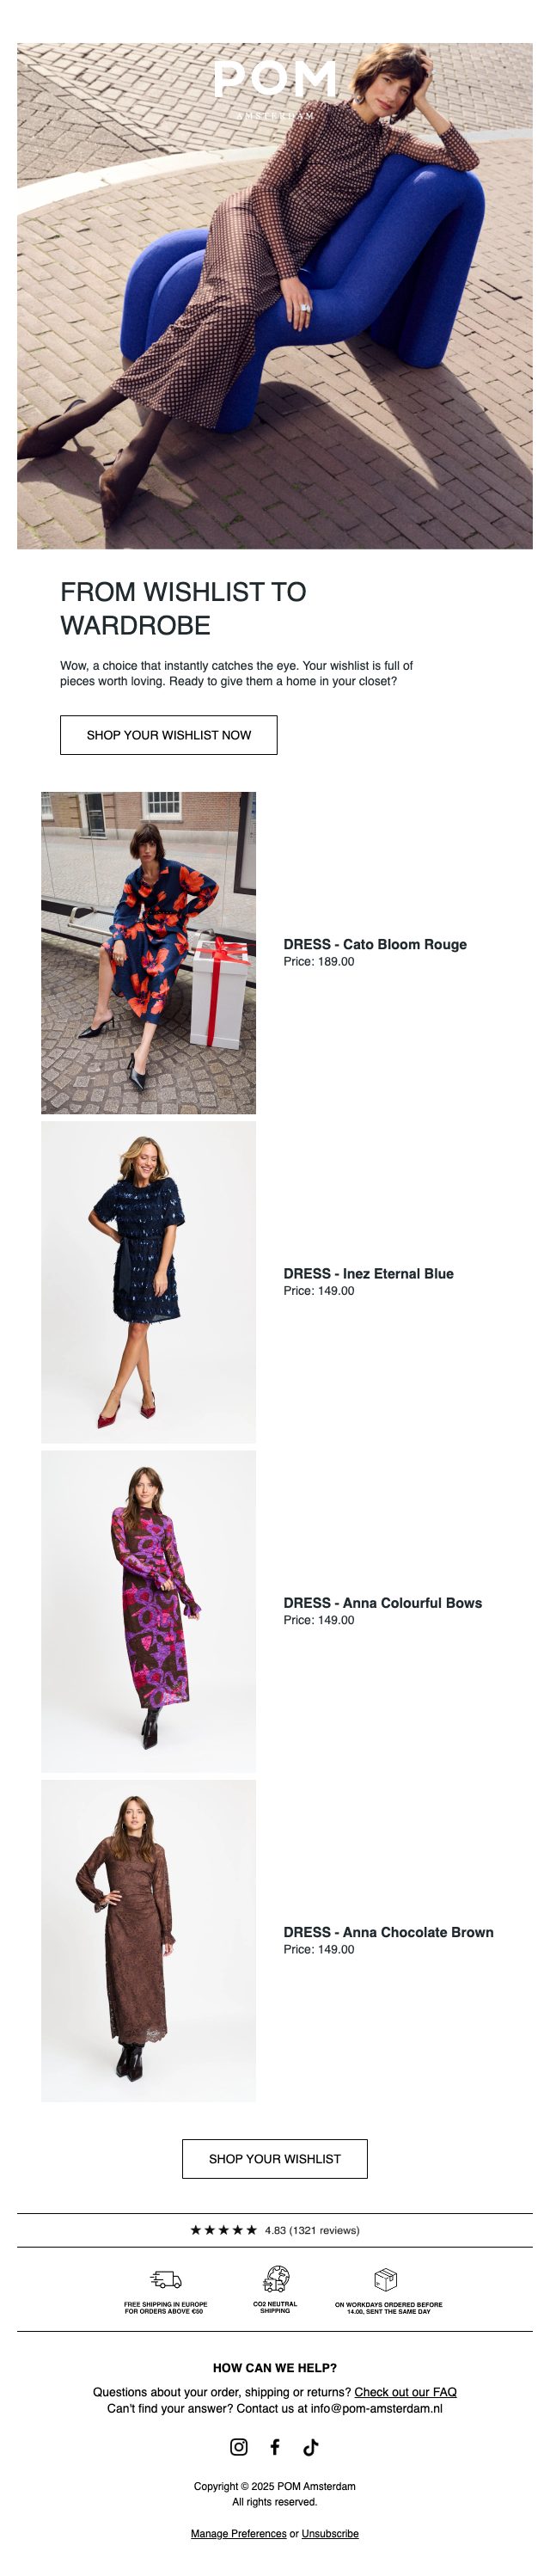 POM
AMSTERDAM
FROM WISHLIST TO
WARDROBE
Wow, a choice that instantly catches the eye. Your wishlist is full of
pieces worth loving. Ready to give them a home in your closet?
SHOP YOUR WISHLIST NOW
DRESS - Cato Bloom Rouge
Price: 189.00
DRESS - Inez Eternal Blue
Price: 149.00
DRESS - Anna Colourful Bows
Price: 149.00
DRESS - Anna Chocolate Brown
Price: 149.00
SHOP YOUR WISHLIST
★★★★★ 4.83 (1321 reviews)
FREE SHIPPING IN EUROPE
FOR ORDERS ABOVE €50
CO2 NEUTRAL
SHIPPING
ON WORKDAYS ORDERED BEFORE
14.00, SENT THE SAME DAY
HOW CAN WE HELP?
Questions about your order, shipping or returns? Check out our FAQ
Can't find your answer? Contact us at info@pom-amsterdam.nl
Copyright © 2025 POM Amsterdam
All rights reserved.
Manage Preferences or Unsubscribe